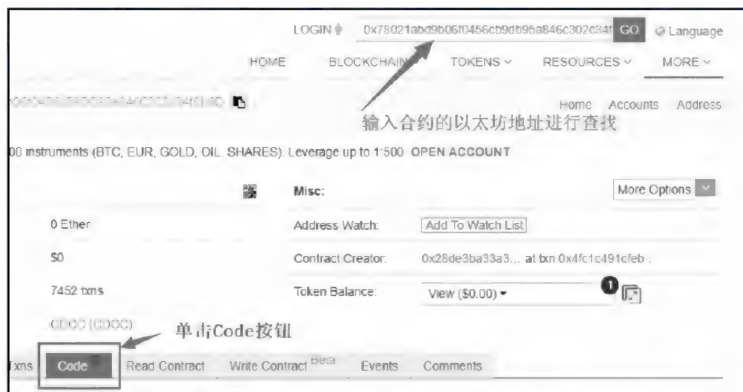 LOGIN GO Language
HOME BLOCKCHAIN TOKENS RESOURCES MORE
Home Accounts Address
输入合约的以太坊地址进行查找
00 instruments (BTC, EUR, GOLD, OIL, SHARES). Leverage up to 1:500 OPEN ACCOUNT
Misc: More Options
0 Ether Address Watch: Add To Watch List
$0 Contract Creator: 0x28de3ba33a3... at txn 0x4fc1c491cfeb...
7452 txns Token Balance: View ($0.00) 1
单击Code按钮
Txns Code Read Contract Write Contract Beta Events Comments